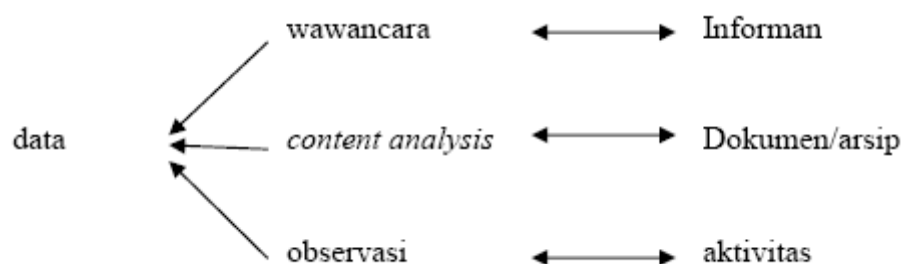 wawancara Informan
data content analysis Dokumen/arsip
observasi aktivitas